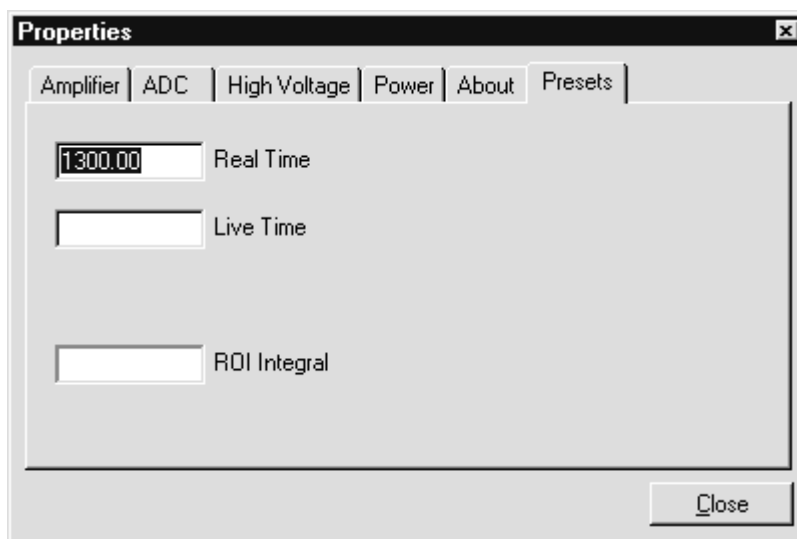 Properties
Amplifier ADC High Voltage Power About Presets
1300.00 Real Time
Live Time
ROI Integral
Close